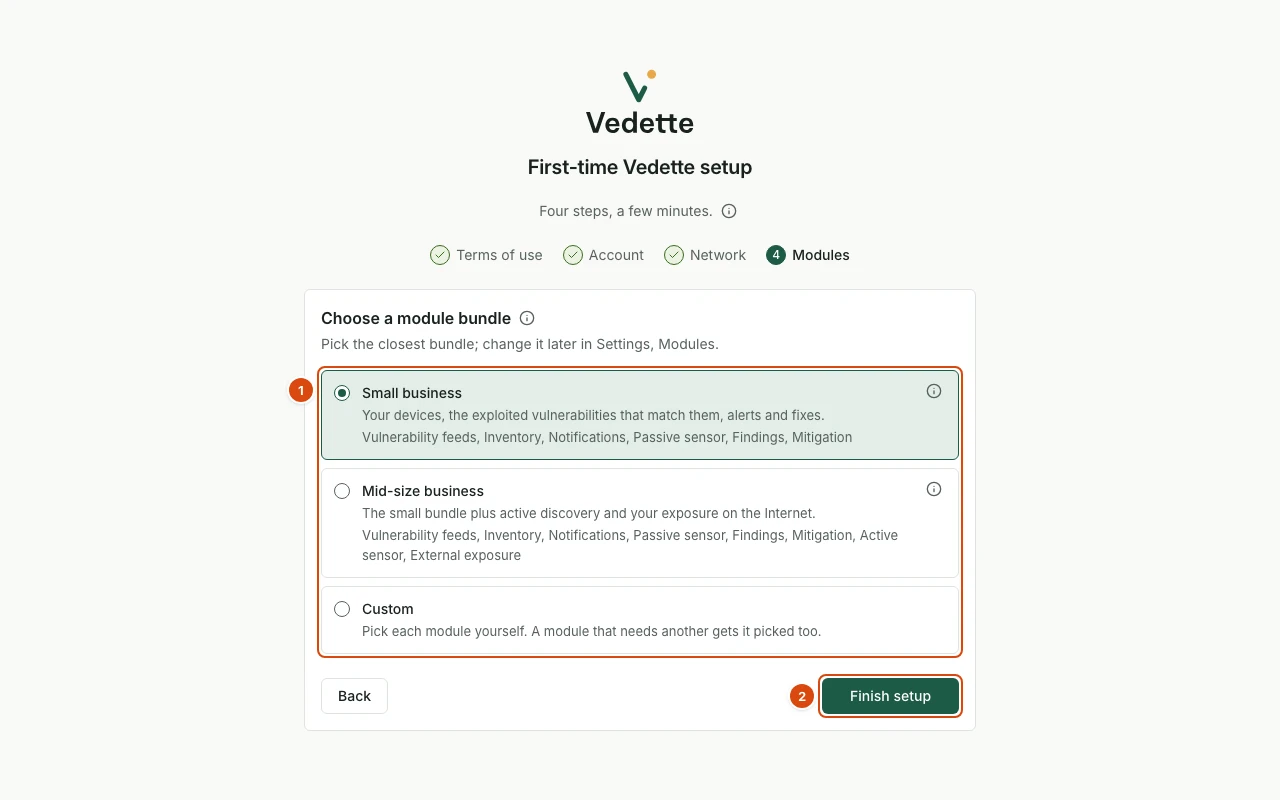 Vedette
First-time Vedette setup
Four steps, a few minutes.
Terms of use Account Network 4 Modules
Choose a module bundle
Pick the closest bundle; change it later in Settings, Modules.
1
Small business
Your devices, the exploited vulnerabilities that match them, alerts and fixes.
Vulnerability feeds, Inventory, Notifications, Passive sensor, Findings, Mitigation
Mid-size business
The small bundle plus active discovery and your exposure on the Internet.
Vulnerability feeds, Inventory, Notifications, Passive sensor, Findings, Mitigation, Active
sensor, External exposure
Custom
Pick each module yourself. A module that needs another gets it picked too.
Back 2 Finish setup